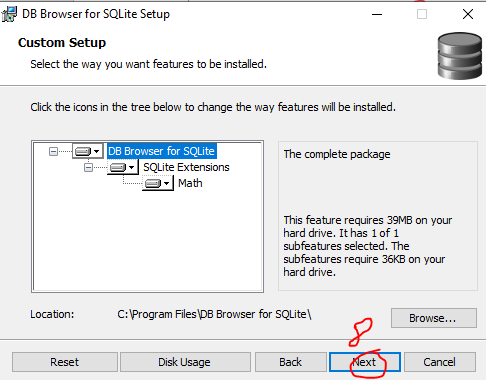 DB Browser for SQLite Setup
Custom Setup
Select the way you want features to be installed.
Click the icons in the tree below to change the way features will be installed.
DB Browser for SQLite
SQLite Extensions
Math
The complete package
This feature requires 39MB on your
hard drive. It has 1 of 1
subfeatures selected. The
subfeatures require 36KB on your
hard drive.
Location: C:\Program Files\DB Browser for SQLite\
Browse...
8
Reset Disk Usage Back Next Cancel